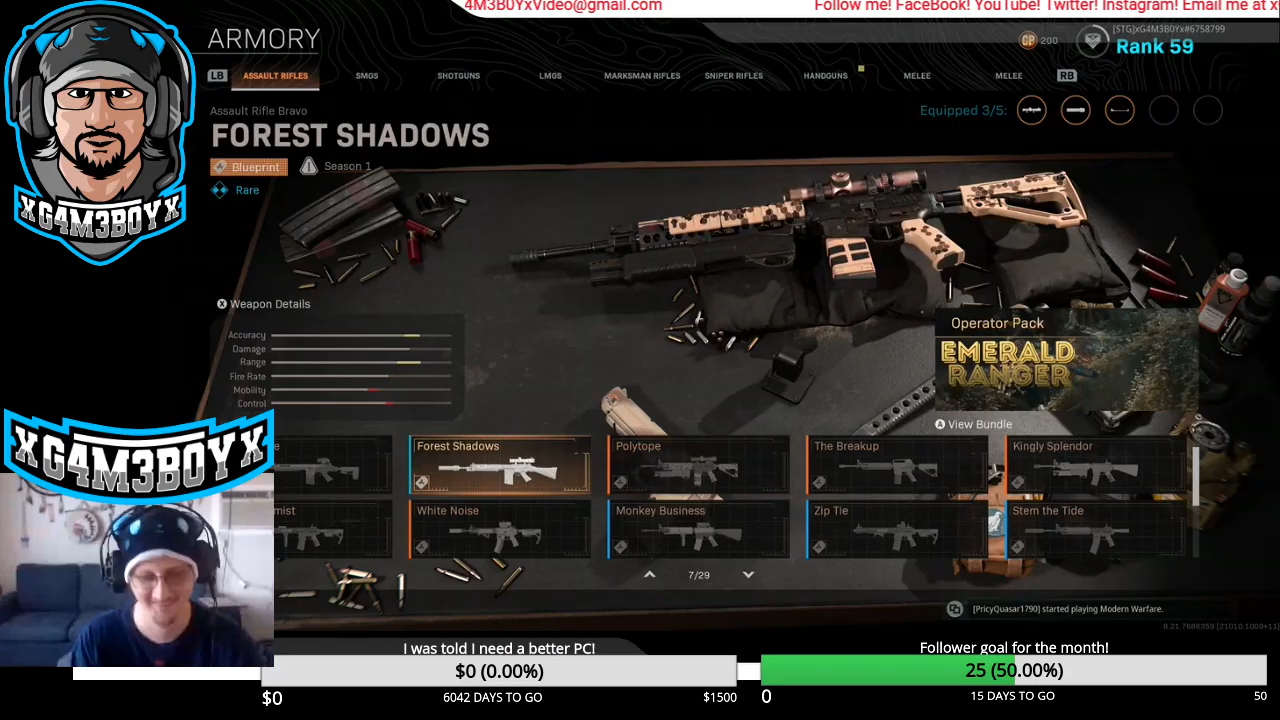 4M3B0YxVideo@gmail.com
Follow me! FaceBook! YouTube! Twitter! Instagram! Email me at x
ARMORY
CP 200
[STG]xG4M3B0Yx#6758799
Rank 59
LB ASSAULT RIFLES SMGS SHOTGUNS LMGS MARKSMAN RIFLES SNIPER RIFLES HANDGUNS MELEE MELEE RB
Assault Rifle Bravo
Equipped 3/5:
FOREST SHADOWS
Blueprint
Season 1
Rare
XG4M3B0YX
X Weapon Details
Accuracy
Damage
Range
Fire Rate
Mobility
Control
Operator Pack
EMERALD
RANGER
A View Bundle
XG4M3B0YX
Forest Shadows
Polytope
The Breakup
Kingly Splendor
mist
White Noise
Monkey Business
Zip Tie
Stem the Tide
7/29
[PricyQuasar1790] started playing Modern Warfare.
I was told I need a better PC!
$0 (0.00%)
$0
6042 DAYS TO GO
$1500
Follower goal for the month!
25 (50.00%)
0
15 DAYS TO GO
50